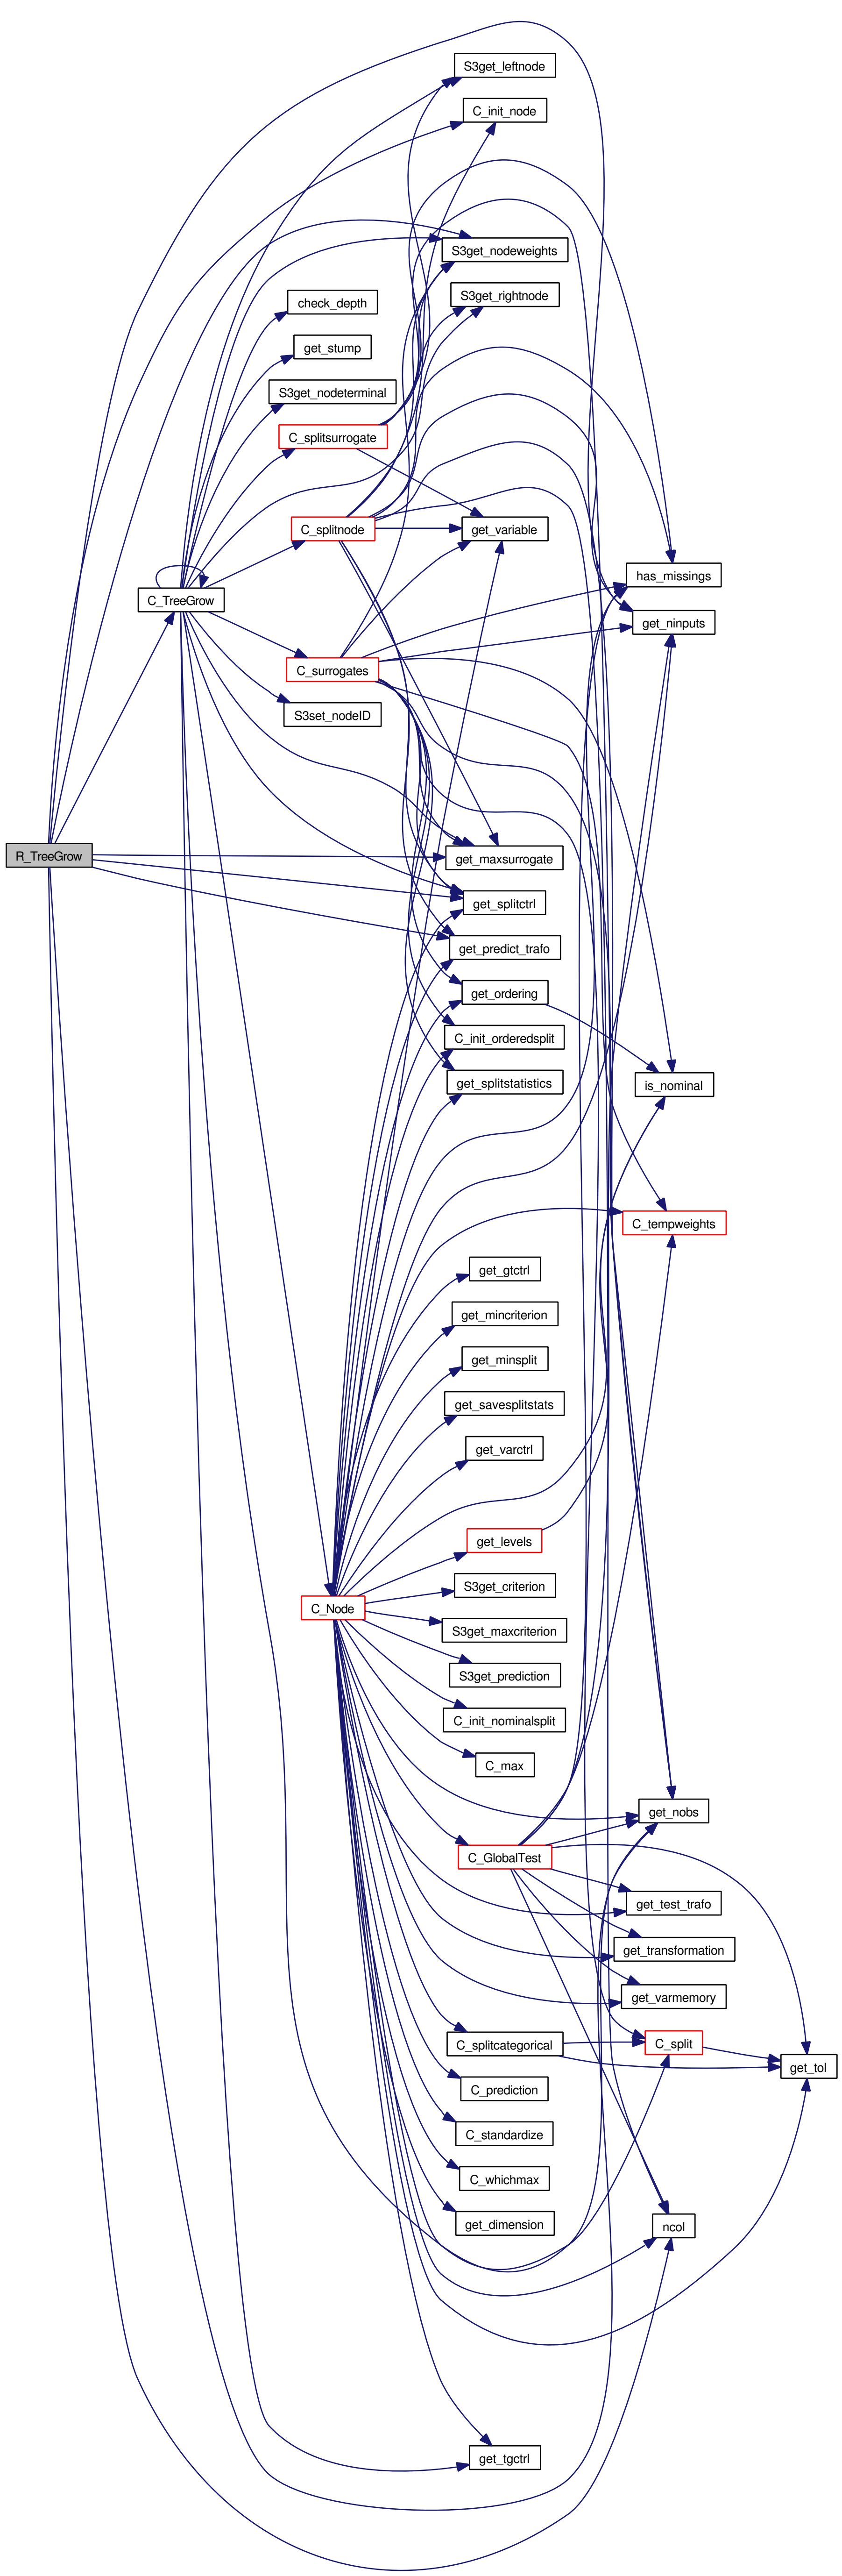 S3get_leftnode
C_init_node
S3get_nodeweights
S3get_rightnode
check_depth
get_stump
S3get_nodeterminal
C_splitsurrogate
C_splitnode
get_variable
has_missings
C_TreeGrow
get_ninputs
C_surrogates
S3set_nodeID
R_TreeGrow
get_maxsurrogate
get_splitctrl
get_predict_trafo
get_ordering
C_init_orderedsplit
get_splitstatistics
is_nominal
C_tempweights
get_gtctrl
get_mincriterion
get_minsplit
get_savesplitstats
get_varctrl
get_levels
S3get_criterion
C_Node
S3get_maxcriterion
S3get_prediction
C_init_nominalsplit
C_max
get_nobs
C_GlobalTest
get_test_trafo
get_transformation
get_varmemory
C_splitcategorical
C_split
get_tol
C_prediction
C_standardize
C_whichmax
get_dimension
ncol
get_tgctrl